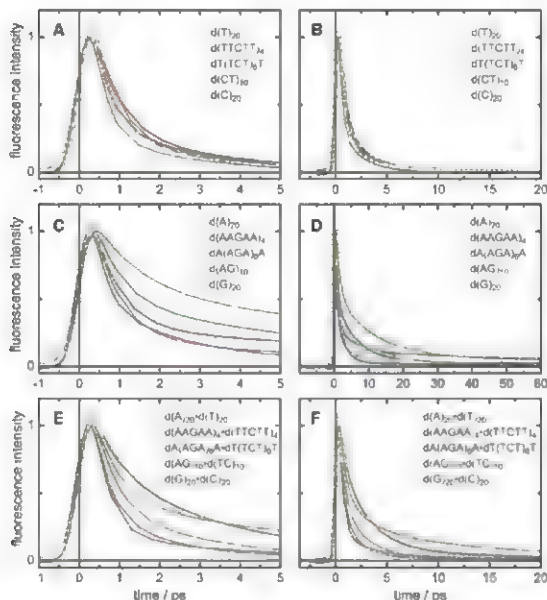 A
d(T)20
d(TTCTT)4
dT(TCT)6T
d(CT)10
d(C)20
fluorescence intensity
1
0
-1 0 1 2 3 4 5
B
d(T)20
d(TTCTT)4
dT(TCT)6T
d(CT)10
d(C)20
0 5 10 15 20
C
d(A)20
d(AAGAA)4
dA(AGA)6A
d(AG)10
d(G)20
fluorescence intensity
1
0
-1 0 1 2 3 4 5
D
d(A)20
d(AAGAA)4
dA(AGA)6A
d(AG)10
d(G)20
0 10 20 30 40 50 60
E
d(A)20•d(T)20
d(AAGAA)4•d(TTCTT)4
dA(AGA)6A•dT(TCT)6T
d(AG)10•d(TC)10
d(G)20•d(C)20
fluorescence intensity
1
0
-1 0 1 2 3 4 5
time / ps
F
d(A)20•d(T)20
d(AAGAA)4•d(TTCTT)4
dA(AGA)6A•dT(TCT)6T
d(AG)10•d(TC)10
d(G)20•d(C)20
0 5 10 15 20
time / ps